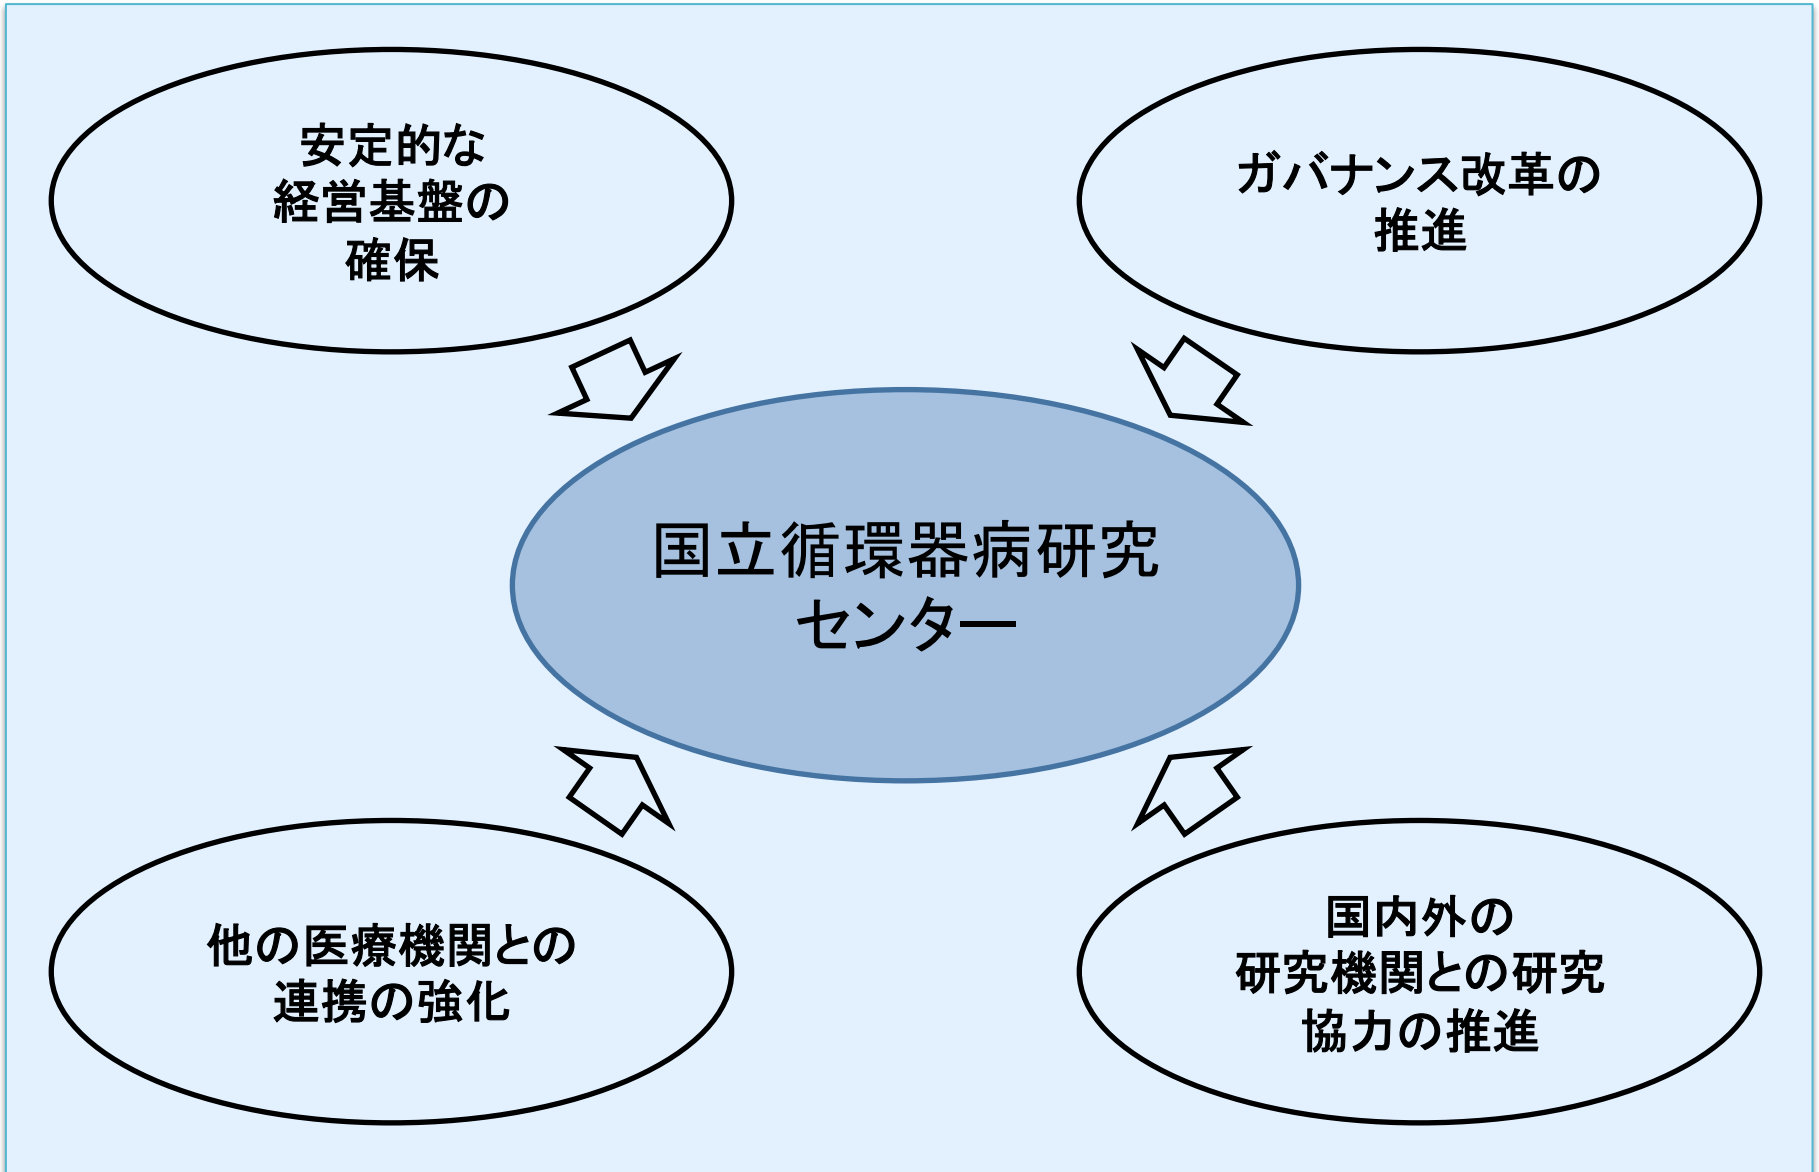 安定的な
経営基盤の
確保
ガバナンス改革の
推進
国立循環器病研究
センター
他の医療機関との
連携の強化
国内外の
研究機関との研究
協力の推進